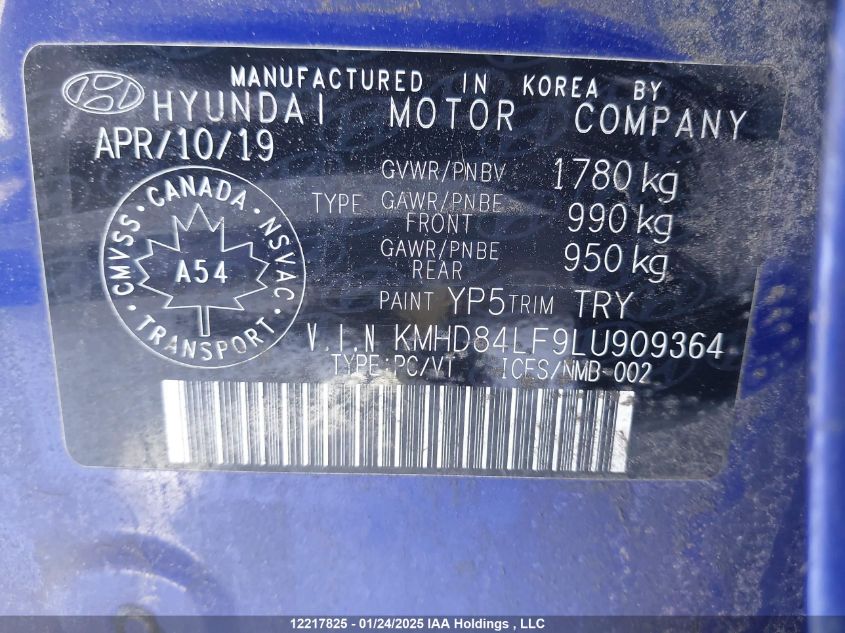 MANUFACTURED IN KOREA BY
HYUNDAI MOTOR COMPANY
APR/10/19
GVWR/PNBV 1780 kg
TYPE GAWR/PNBE FRONT 990 kg
GAWR/PNBE REAR 950 kg
PAINT YP5 TRIM TRY
V.I.N KMHD84LF9LU909364
TYPE:PC/VT ICES/NMB-002
CMVSS · CANADA · NSVAC · TRANSPORT ·
A54
12217825 - 01/24/2025 IAA Holdings , LLC